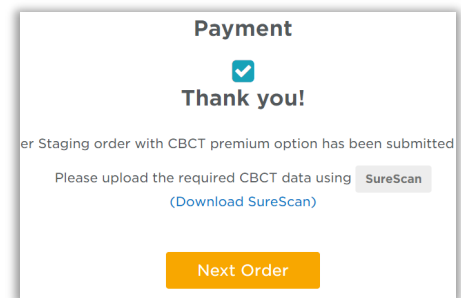 Payment
Thank you!
er Staging order with CBCT premium option has been submitted
Please upload the required CBCT data using SureScan
(Download SureScan)
Next Order